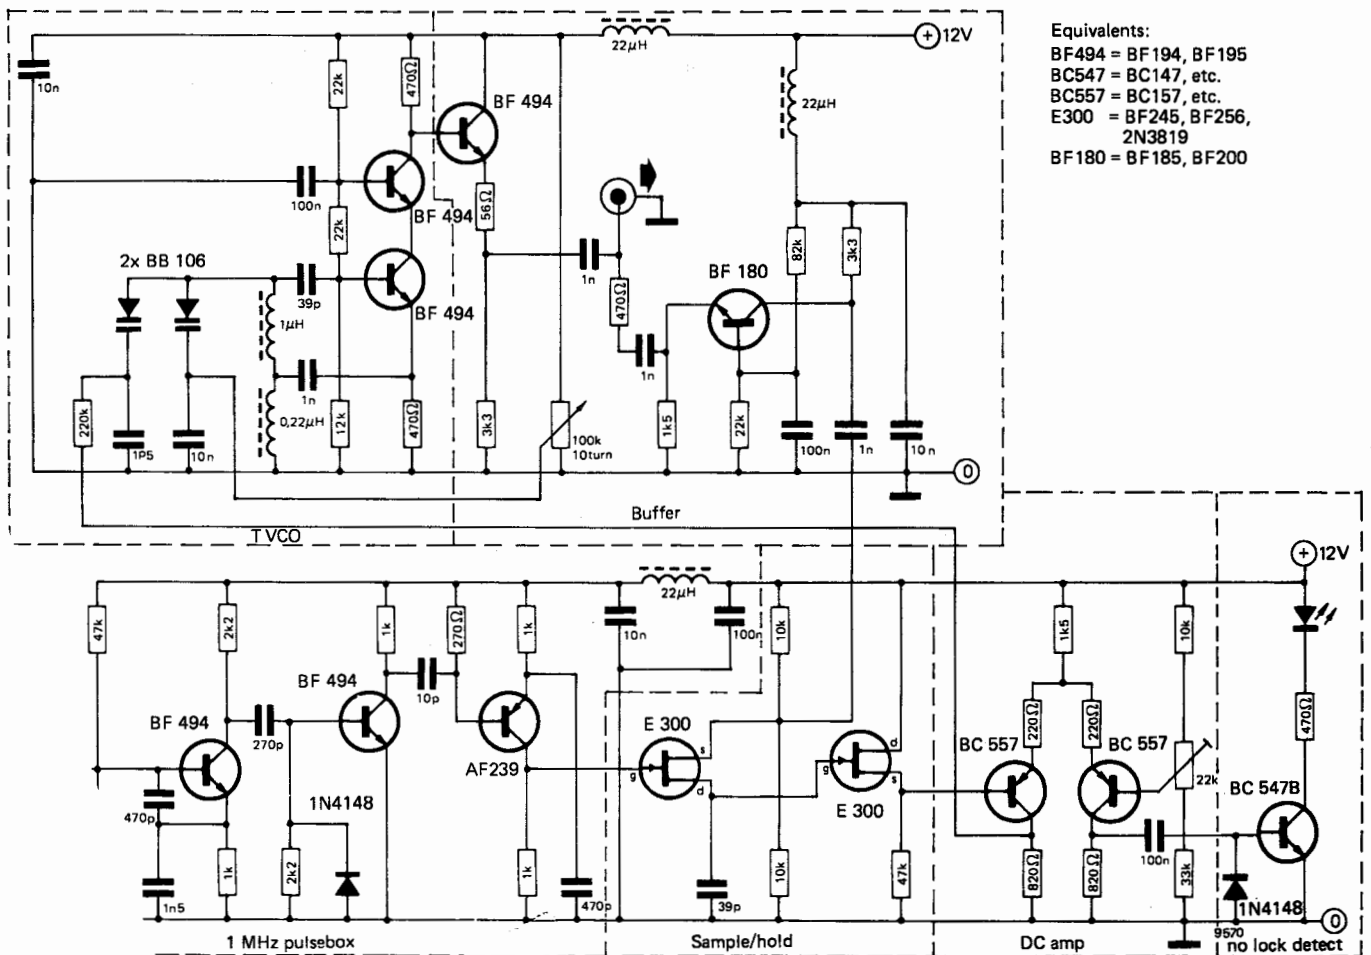 12V
22µH
Equivalents:
BF494 = BF194, BF195
BC547 = BC147, etc.
BC557 = BC157, etc.
E300 = BF245, BF256,
2N3819
BF180 = BF185, BF200
10n
22k
470Ω
BF 494
22µH
100n
BF 494
22k
56Ω
2x BB 106
39p
BF 494
1µH
1n
470Ω
BF 180
82k
3k3
1n
1n
220k
0,22µH
1P5
10n
12k
470Ω
3k3
100k
10turn
1k5
22k
100n
1n
10n
0
Buffer
T VCO
12V
22µH
47k
2k2
1k
270Ω
1k
10n
100n
10k
1k5
10k
BF 494
10p
BF 494
270p
AF239
E 300
s
g
d
E 300
d
g
s
220Ω
220Ω
BC 557
BC 557
22k
470Ω
BC 547B
470p
1N4148
1n5
1k
2k2
1k
470p
39p
10k
47k
820Ω
820Ω
100n
33k
1N4148
0
9570
1 MHz pulsebox
Sample/hold
DC amp
no lock detect